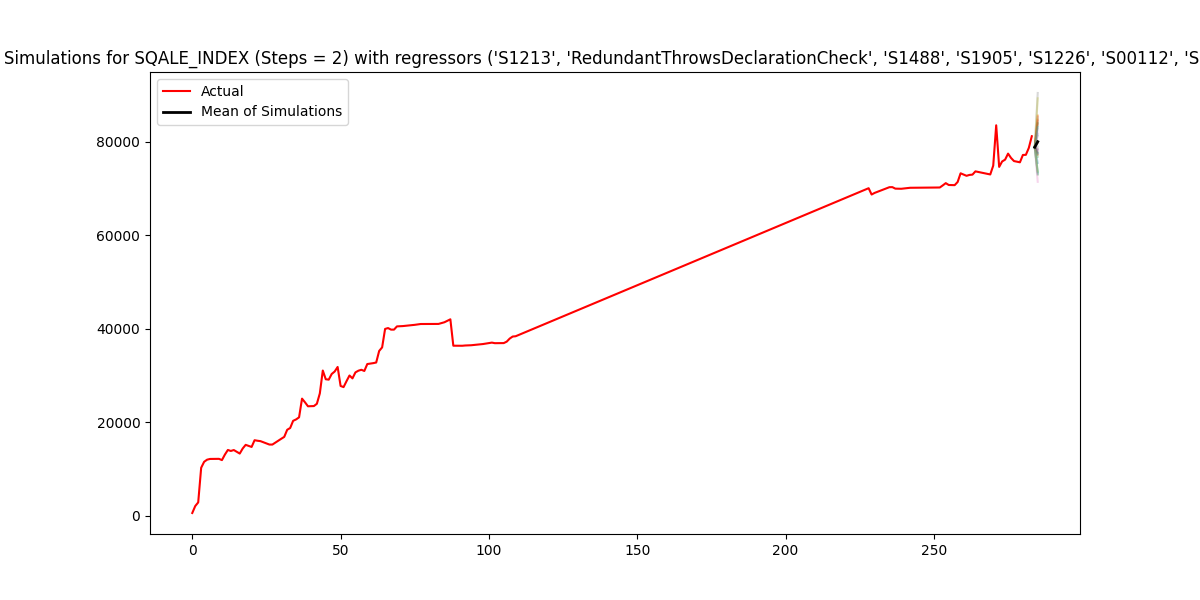 Simulations for SQALE_INDEX (Steps = 2) with regressors ('S1213', 'RedundantThrowsDeclarationCheck', 'S1488', 'S1905', 'S1226', 'S00112', 'S
Actual
Mean of Simulations
80000
60000
40000
20000
0
0 50 100 150 200 250